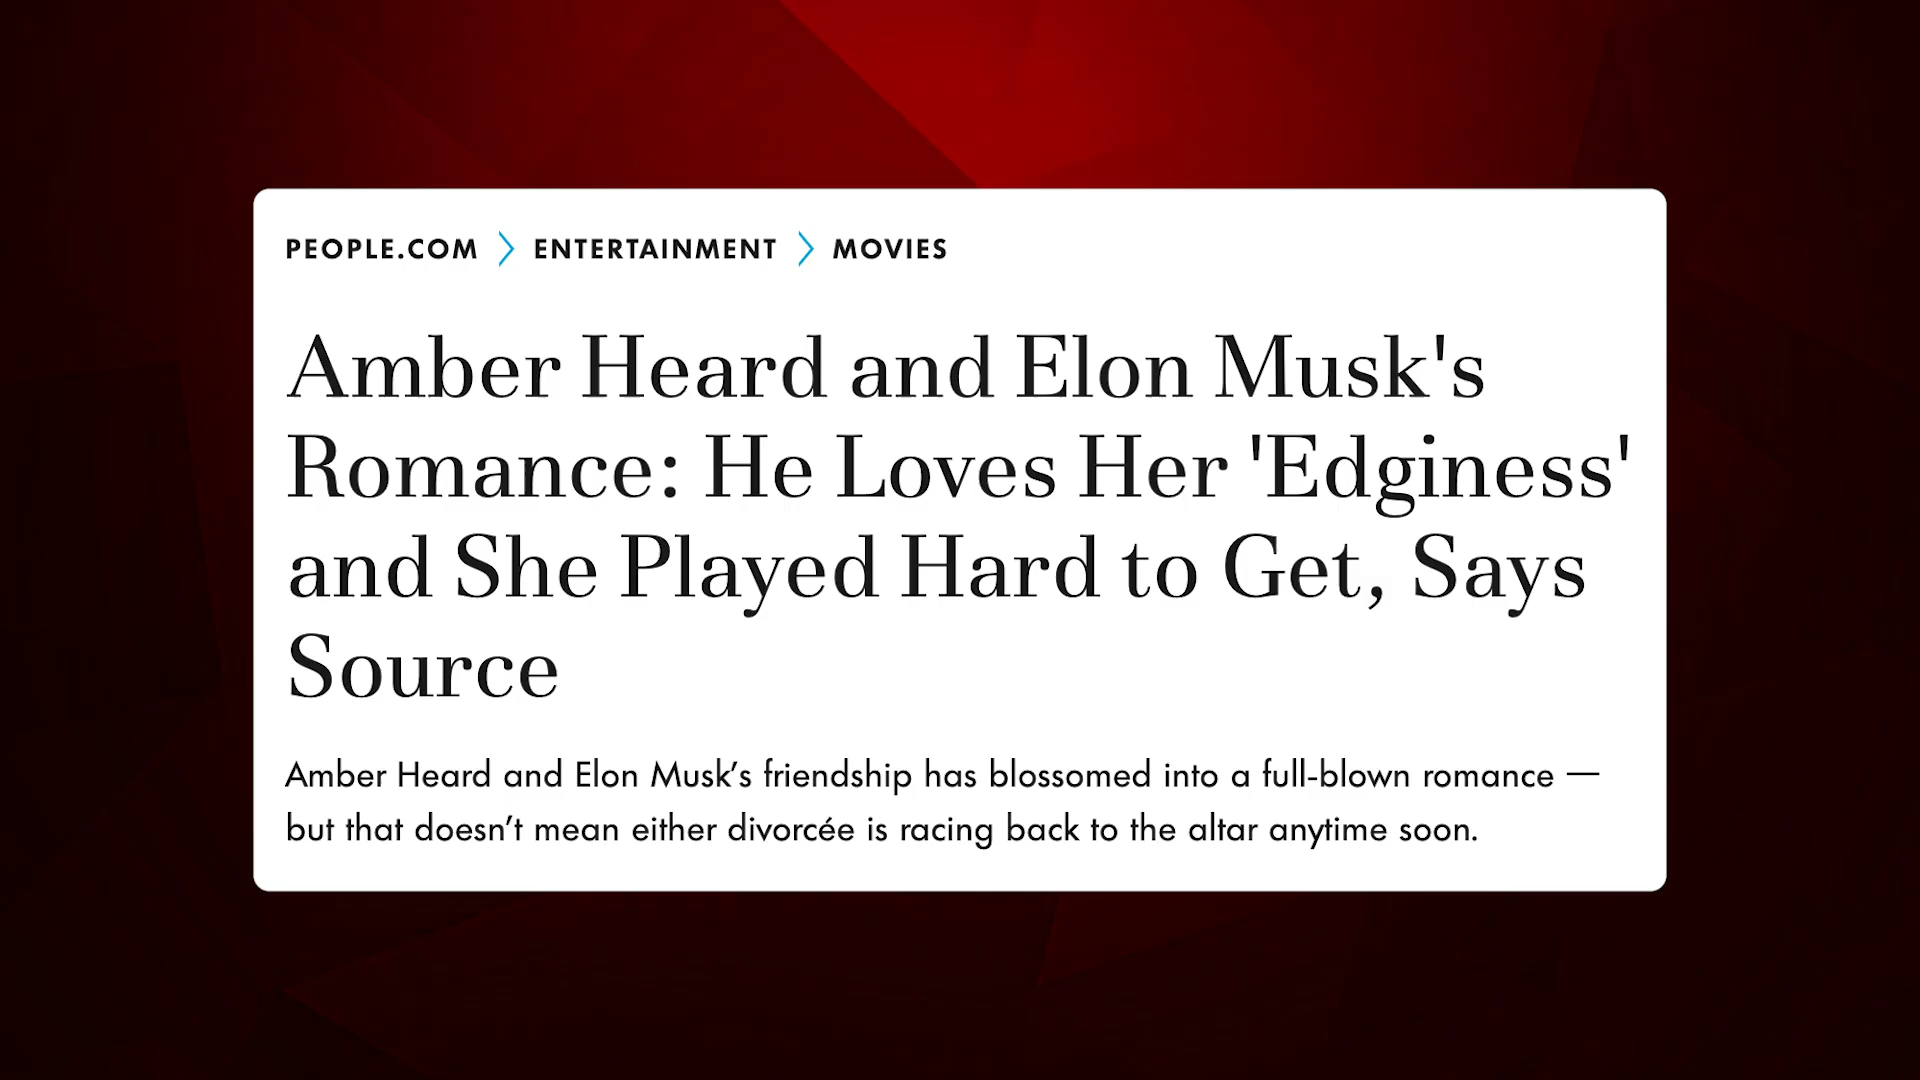 PEOPLE.COM > ENTERTAINMENT > MOVIES
Amber Heard and Elon Musk's
Romance: He Loves Her 'Edginess'
and She Played Hard to Get, Says
Source
Amber Heard and Elon Musk’s friendship has blossomed into a full-blown romance —
but that doesn’t mean either divorcée is racing back to the altar anytime soon.